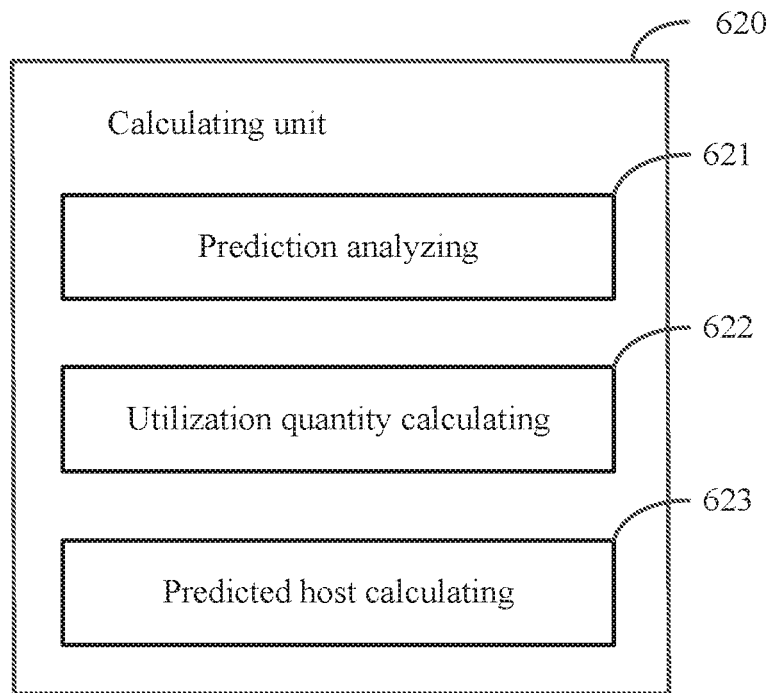 620
Calculating unit
621
Prediction analyzing
622
Utilization quantity calculating
623
Predicted host calculating